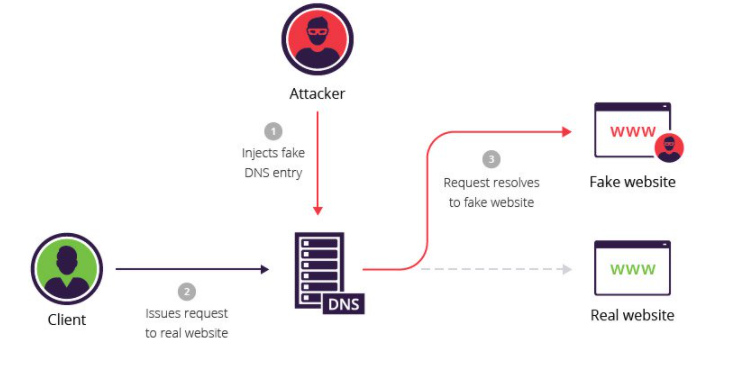 Attacker
1
Injects fake
DNS entry
3
Request resolves
to fake website
www
Fake website
Client
2
Issues request
to real website
DNS
www
Real website